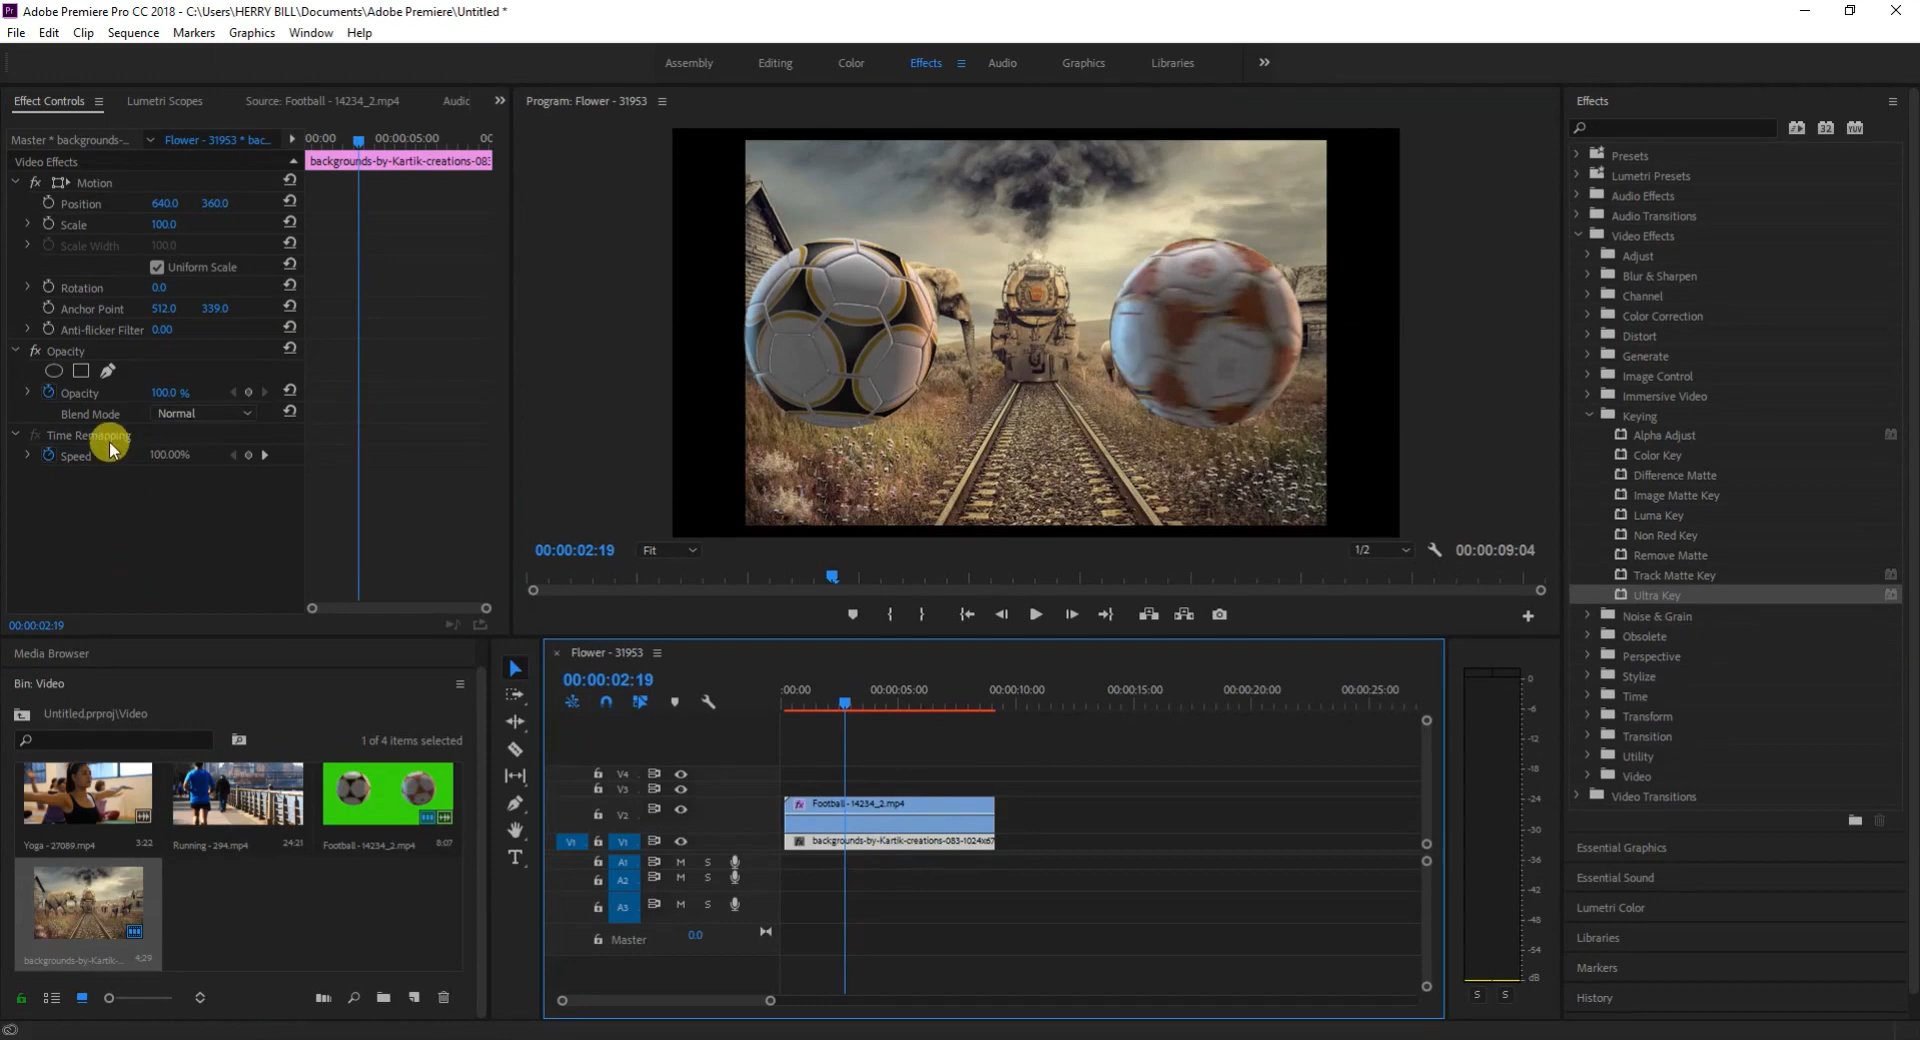 Adobe Premiere Pro CC 2018 - C:\Users\HERRY BILL\Documents\Adobe Premiere\Untitled *
File Edit Clip Sequence Markers Graphics Window Help
Assembly Editing Color Effects Audio Graphics Libraries
Effect Controls Lumetri Scopes Source: Football - 14234_2.mp4 Audic
Master * backgrounds-... Flower - 31953 * bac...
:00:00 00:00:05:00 00
Video Effects
backgrounds-by-Kartik-creations-083
Motion
Position 640.0 360.0
Scale 100.0
Scale Width 100.0
Uniform Scale
Rotation 0.0
Anchor Point 512.0 339.0
Anti-flicker Filter 0.00
Opacity
Opacity 100.0 %
Blend Mode Normal
Time Remapping
Speed 100.00%
00:00:02:19
Program: Flower - 31953
00:00:02:19 Fit 1/2 00:00:09:04
Effects
32 YUV
Presets
Lumetri Presets
Audio Effects
Audio Transitions
Video Effects
Adjust
Blur & Sharpen
Channel
Color Correction
Distort
Generate
Image Control
Immersive Video
Keying
Alpha Adjust
Color Key
Difference Matte
Image Matte Key
Luma Key
Non Red Key
Remove Matte
Track Matte Key
Ultra Key
Noise & Grain
Obsolete
Perspective
Stylize
Time
Transform
Transition
Utility
Video
Video Transitions
Essential Graphics
Essential Sound
Lumetri Color
Libraries
Markers
History
Media Browser
Bin: Video
Untitled.prproj\Video
1 of 4 items selected
Yoga - 27089.mp4 3:22
Running - 294.mp4 14:00
Football-14234_2.mp4 8:07
backgrounds-by-Kartik-... 4:29
Flower - 31953
00:00:02:19
:00:00 00:00:05:00 00:00:10:00 00:00:15:00 00:00:20:00 00:00:25:00
V4
V3
V2
Football-14234_2.mp4
V1 V1
backgrounds-by-Kartik-creations-083-1024x67
A1 M S
A2 M S
A3 M S
Master 0.0
0
-6
-12
-18
-24
-30
-36
-42
-48
-54
dB
S S